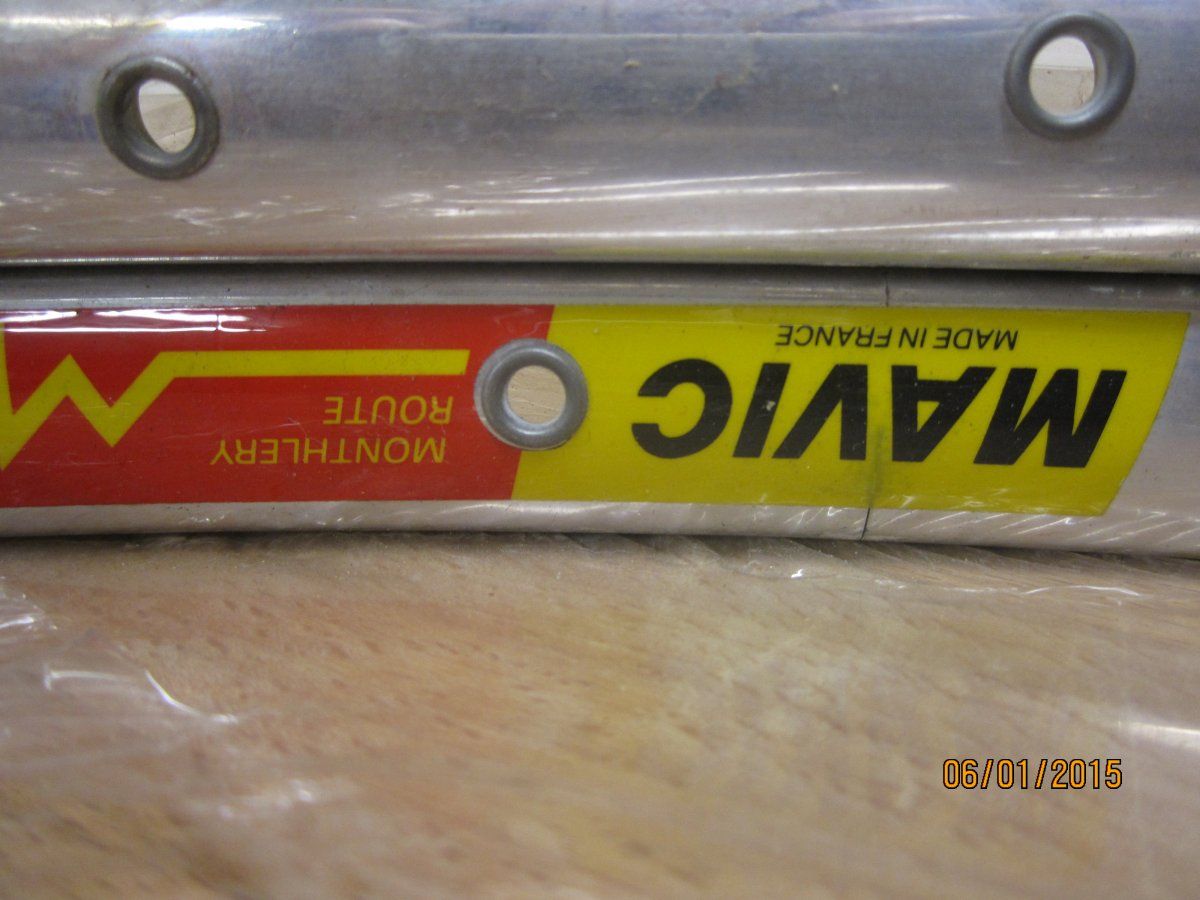 MAVIC
MADE IN FRANCE
MONTHLERY
ROUTE
06/01/2015